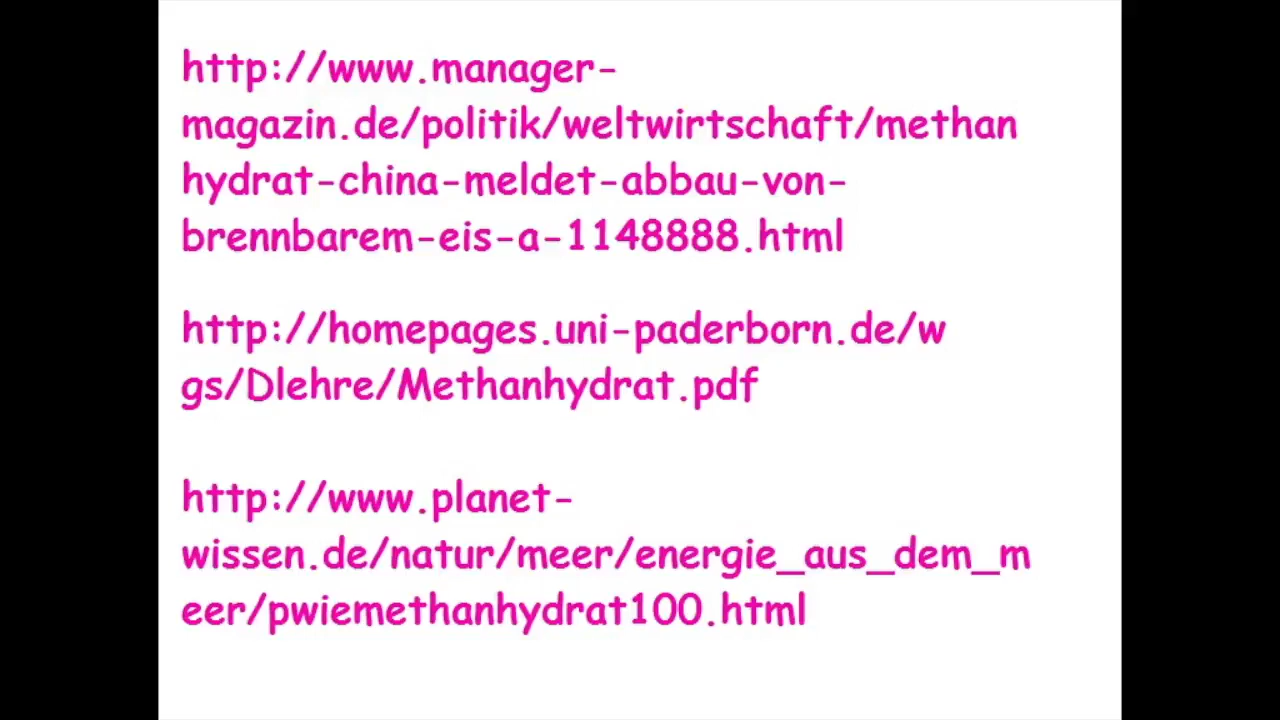 http://www.manager-
magazin.de/politik/weltwirtschaft/methan
hydrat-china-meldet-abbau-von-
brennbarem-eis-a-1148888.html
http://homepages.uni-paderborn.de/w
gs/Dlehre/Methanhydrat.pdf
http://www.planet-
wissen.de/natur/meer/energie_aus_dem_m
eer/pwiemethanhydrat100.html